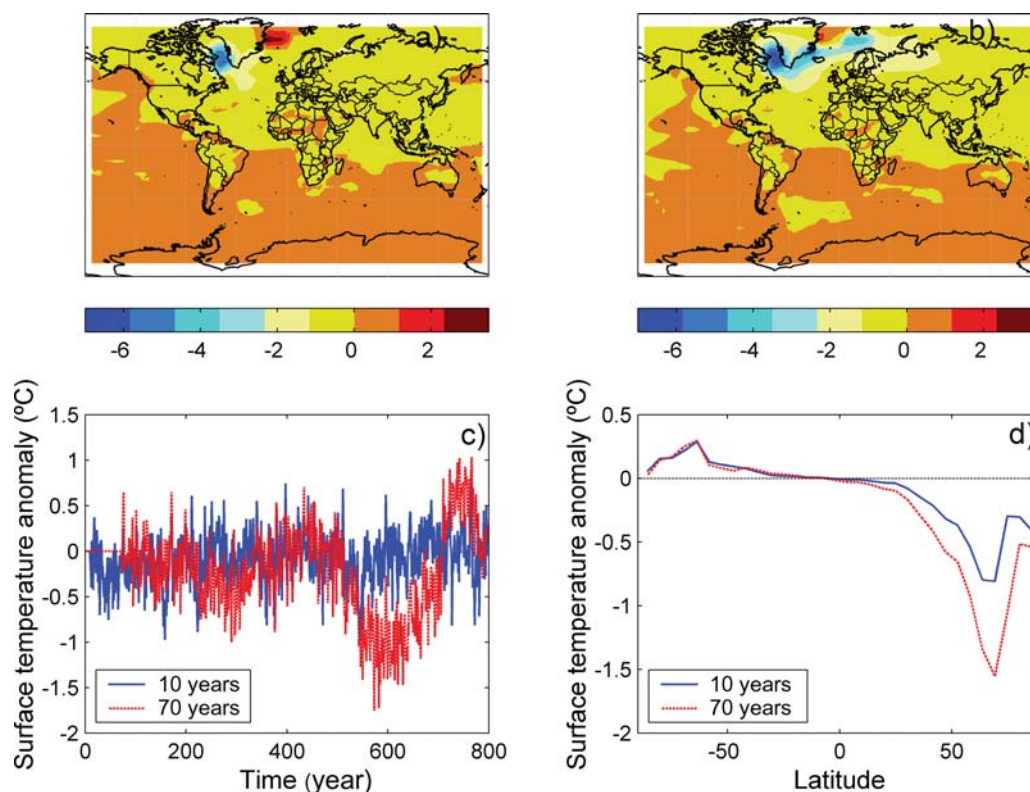 a)
b)
-6 -4 -2 0 2
-6 -4 -2 0 2
Surface temperature anomaly (ºC)
1.5
1
0.5
0
-0.5
-1
-1.5
-2
c)
10 years
70 years
0 200 400 600 800
Time (year)
Surface temperature anomaly (ºC)
0.5
0
-0.5
-1
-1.5
-2
d)
10 years
70 years
-50 0 50
Latitude